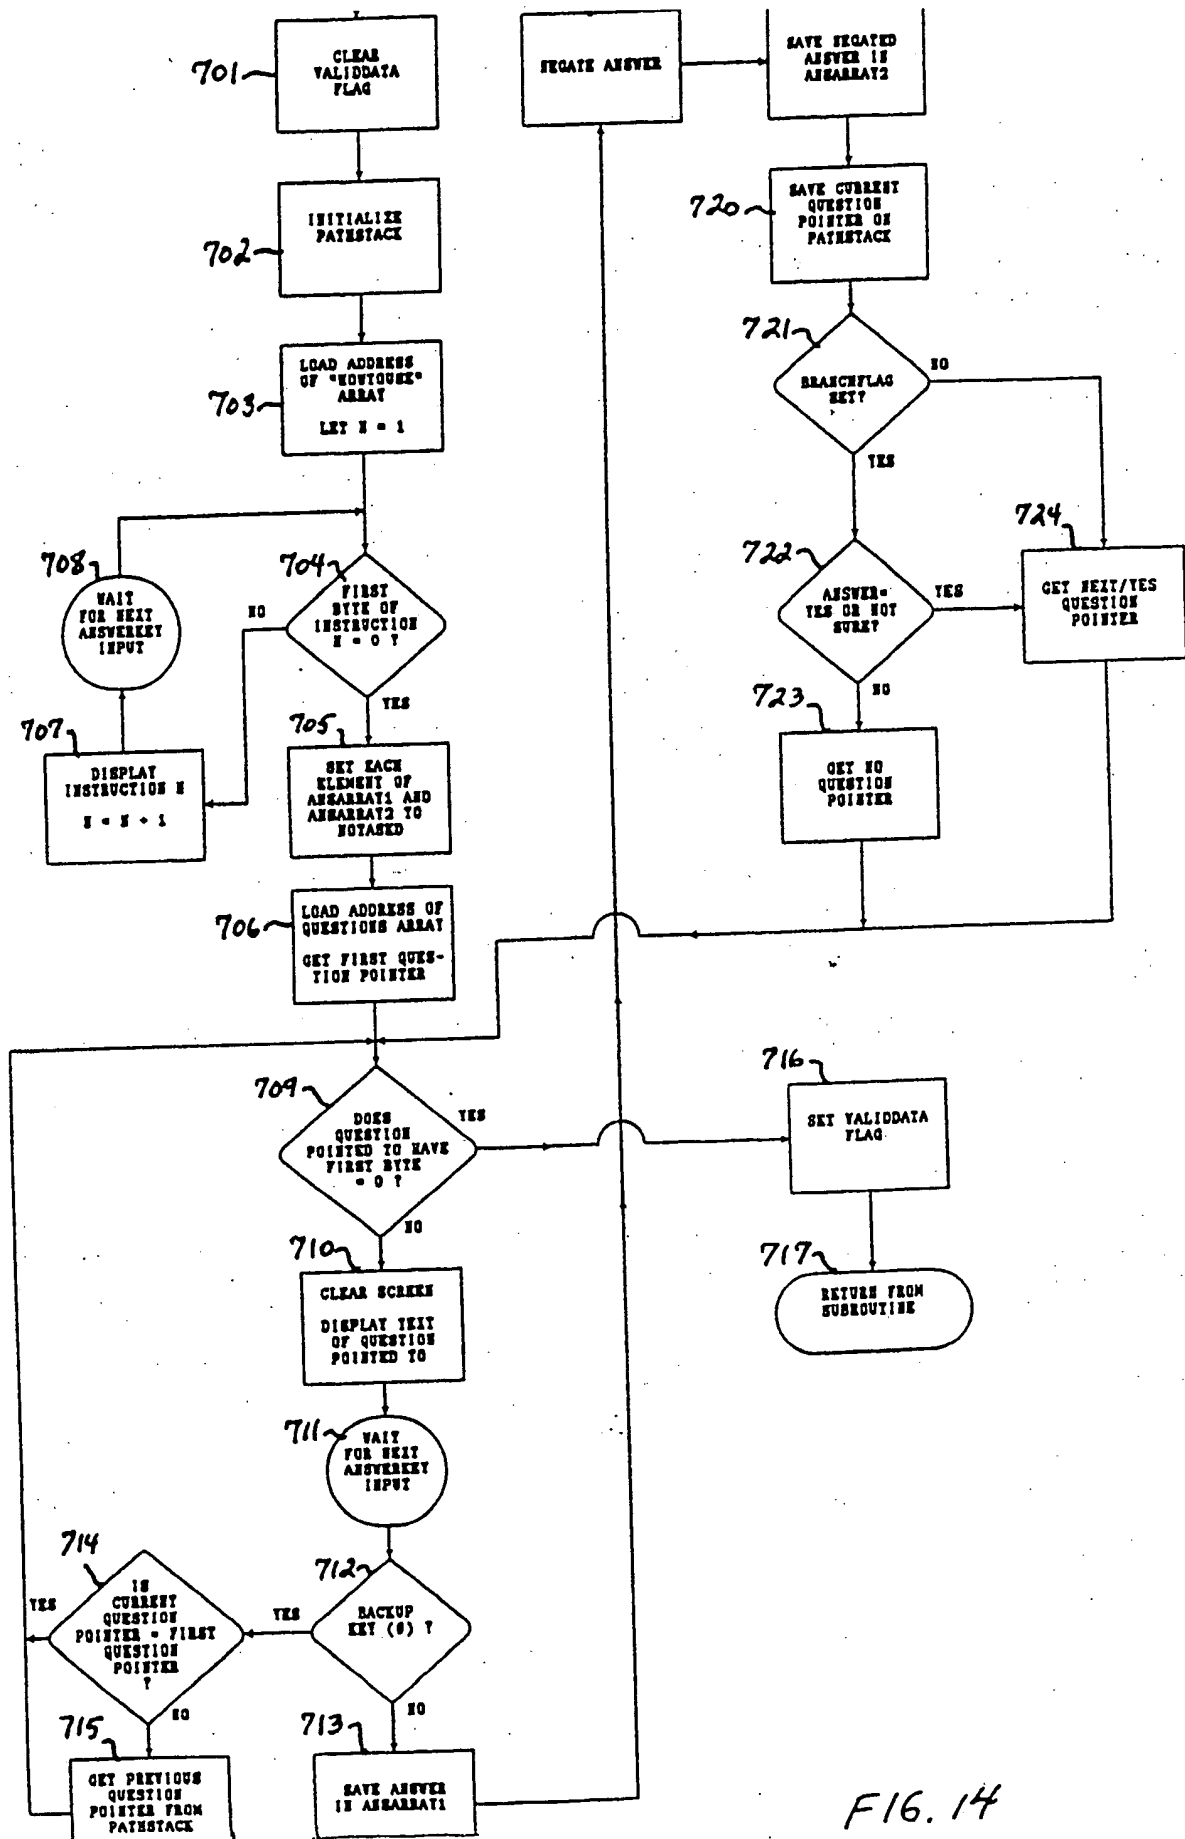 701
CLEAR
VALIDDATA
FLAG
INITIALIZE
PATHSTACK
702
LOAD ADDRESS
OF "HOWTOUSE"
ARRAY
LET N = 1
703
708
WAIT
FOR NEXT
ANSWERKEY
INPUT
704
FIRST
BYTE OF
INSTRUCTION
N = 0 ?
NO
YES
707
DISPLAY
INSTRUCTION N
N = N + 1
705
SET EACH
ELEMENT OF
ANSARRAY1 AND
ANSARRAY2 TO
NOTASKED
706
LOAD ADDRESS OF
QUESTIONS ARRAY
GET FIRST QUES-
TION POINTER
709
DOES
QUESTION
POINTED TO HAVE
FIRST BYTE
= 0 ?
YES
NO
710
CLEAR SCREEN
DISPLAY TEXT
OF QUESTION
POINTED TO
711
WAIT
FOR NEXT
ANSWERKEY
INPUT
712
BACKUP
KEY (#) ?
YES
NO
714
IS
CURRENT
QUESTION
POINTER = FIRST
QUESTION
POINTER
?
YES
NO
715
GET PREVIOUS
QUESTION
POINTER FROM
PATHSTACK
713
SAVE ANSWER
IN ANSARRAY1
NEGATE ANSWER
SAVE NEGATED
ANSWER IN
ANSARRAY2
720
SAVE CURRENT
QUESTION
POINTER ON
PATHSTACK
721
BRANCHFLAG
SET?
NO
YES
722
ANSWER=
YES OR NOT
SURE?
YES
NO
724
GET NEXT/YES
QUESTION
POINTER
723
GET NO
QUESTION
POINTER
716
SET VALIDDATA
FLAG
717
RETURN FROM
SUBROUTINE
FIG. 14